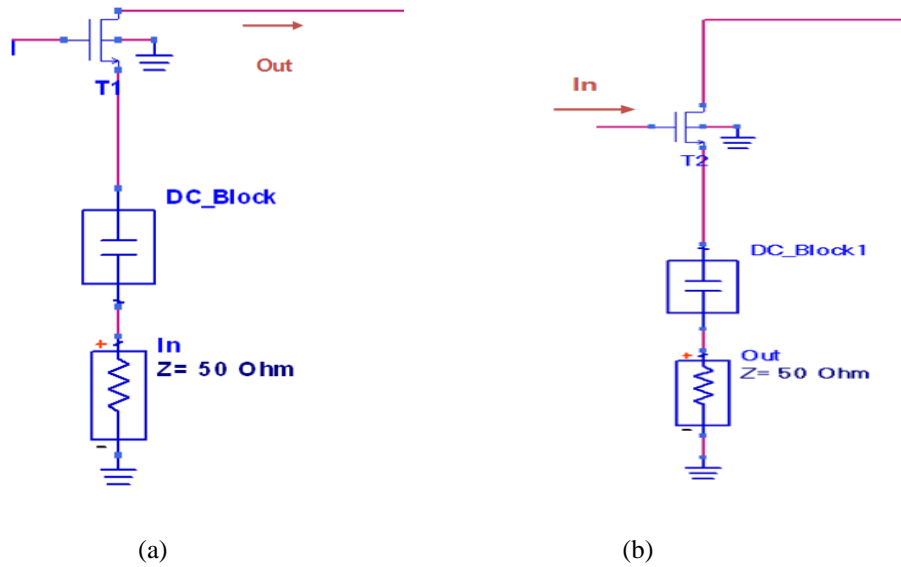 Out
T1
DC_Block
+
In
Z= 50 Ohm
-
(a)
In
T2
DC_Block1
+
Out
Z= 50 Ohm
-
(b)